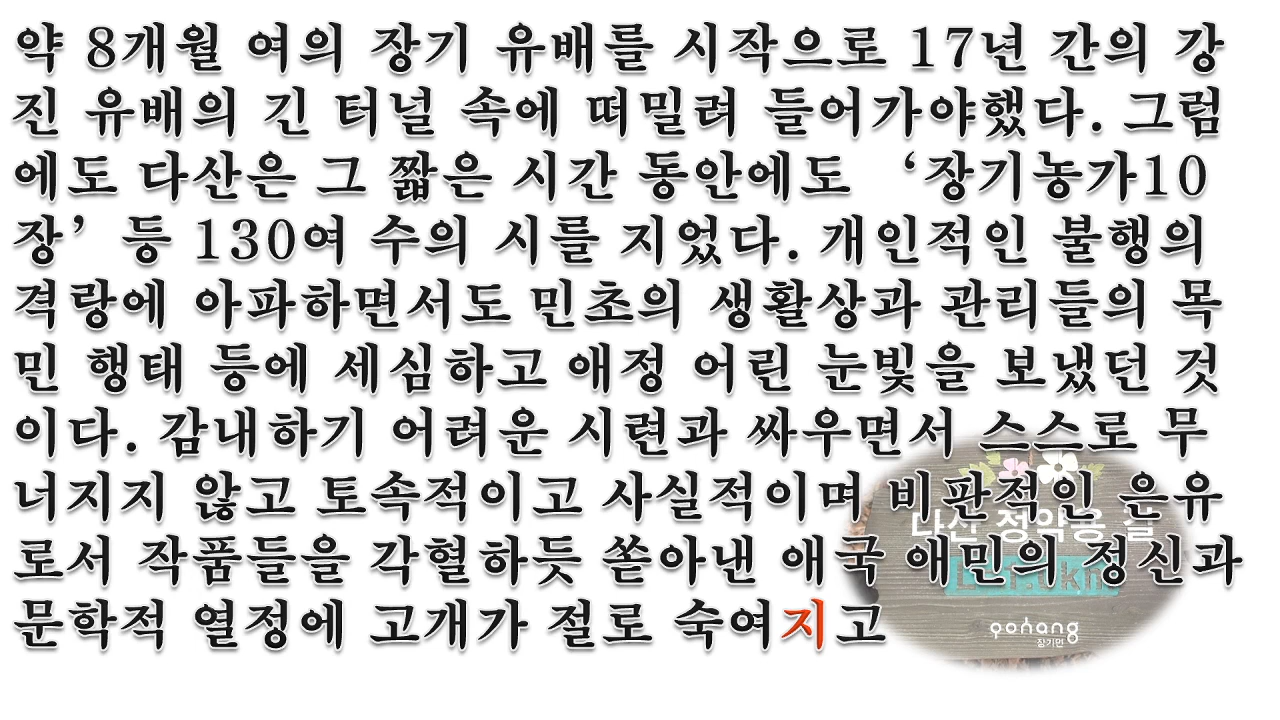 약 8개월 여의 장기 유배를 시작으로 17년 간의 강
진 유배의 긴 터널 속에 떠밀려 들어가야했다. 그럼
에도 다산은 그 짧은 시간 동안에도 ‘장기농가10
장’ 등 130여 수의 시를 지었다. 개인적인 불행의
격랑에 아파하면서도 민초의 생활상과 관리들의 목
민 행태 등에 세심하고 애정 어린 눈빛을 보냈던 것
이다. 감내하기 어려운 시련과 싸우면서 스스로 무
너지지 않고 토속적이고 사실적이며 비판적인 은유
로서 작품들을 각혈하듯 쏟아낸 애국 애민의 정신과
문학적 열정에 고개가 절로 숙여지고
다산 정약용 길
pohang
장기면